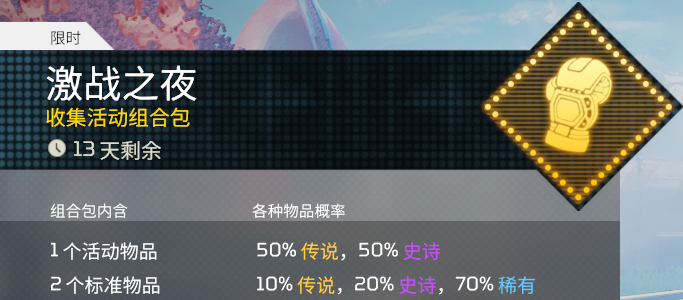 限时
激战之夜
收集活动组合包
13 天剩余
组合包内含 各种物品概率
1 个活动物品 50% 传说，50% 史诗
2 个标准物品 10% 传说，20% 史诗，70% 稀有